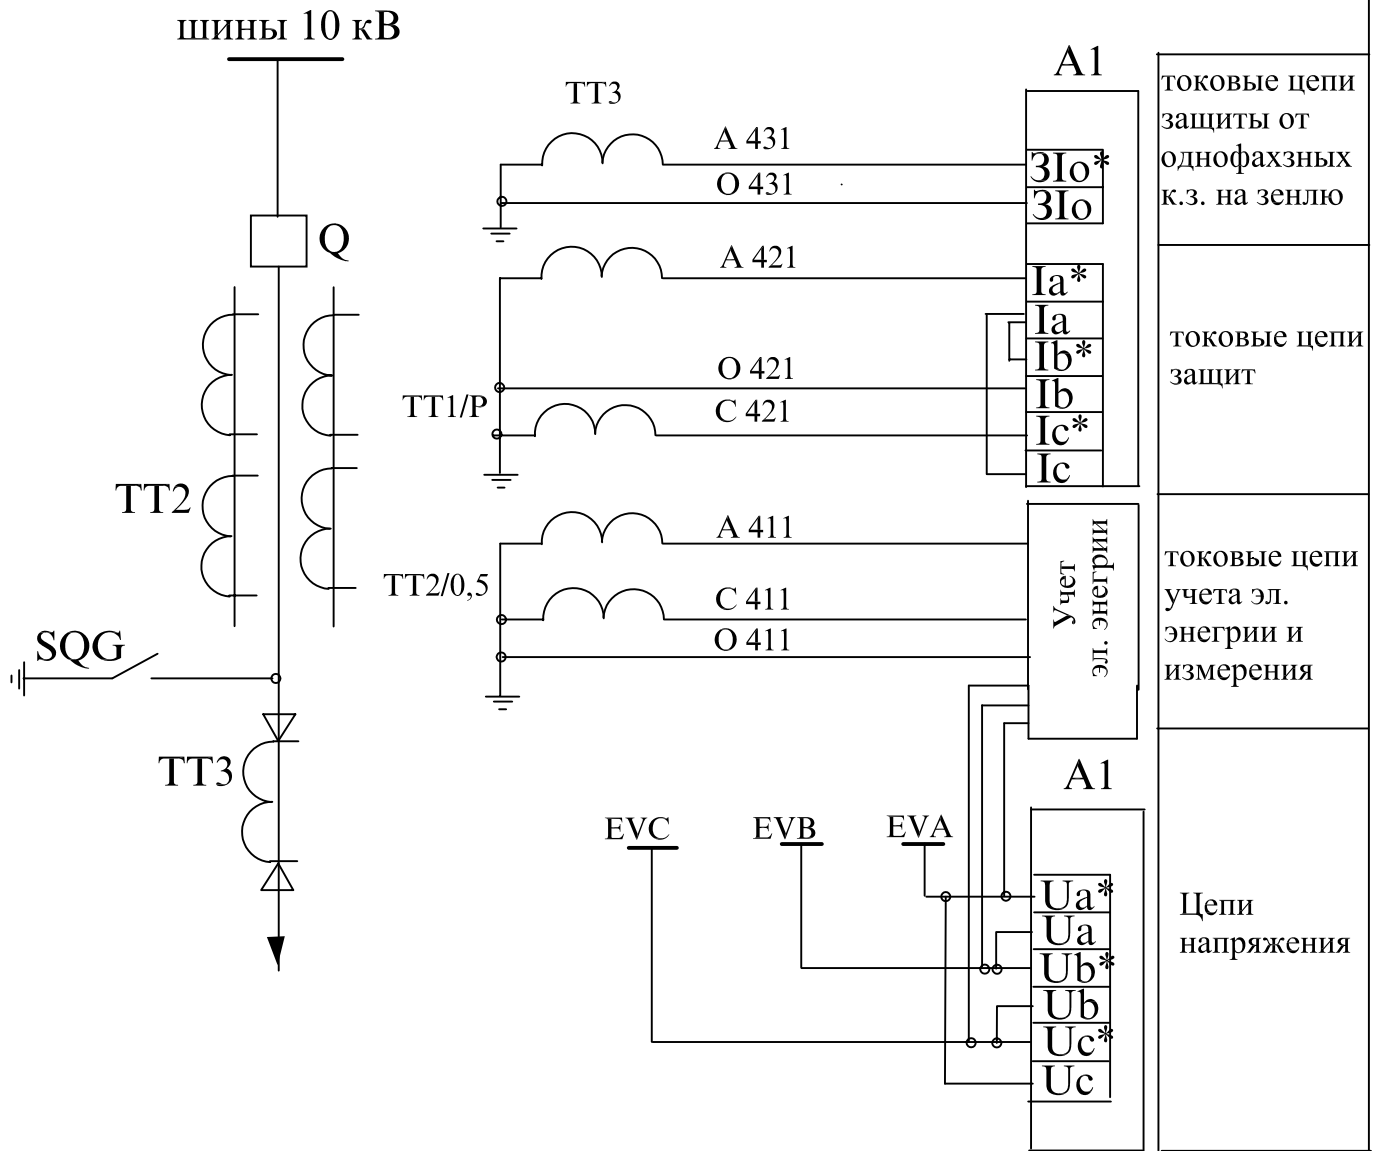 шины 10 кВ
Q
ТТ2
SQG
ТТ3
ТТ3
А 431
О 431
А 421
О 421
ТТ1/Р
С 421
А 411
ТТ2/0,5
С 411
О 411
EVC
EVB
EVA
А1
3Io*
3Io
Ia*
Ia
Ib*
Ib
Ic*
Ic
Учет
эл. энегрии
А1
Ua*
Ua
Ub*
Ub
Uc*
Uc
токовые цепи
защиты от
однофахзных
к.з. на зенлю
токовые цепи
защит
токовые цепи
учета эл.
энегрии и
измерения
Цепи
напряжения